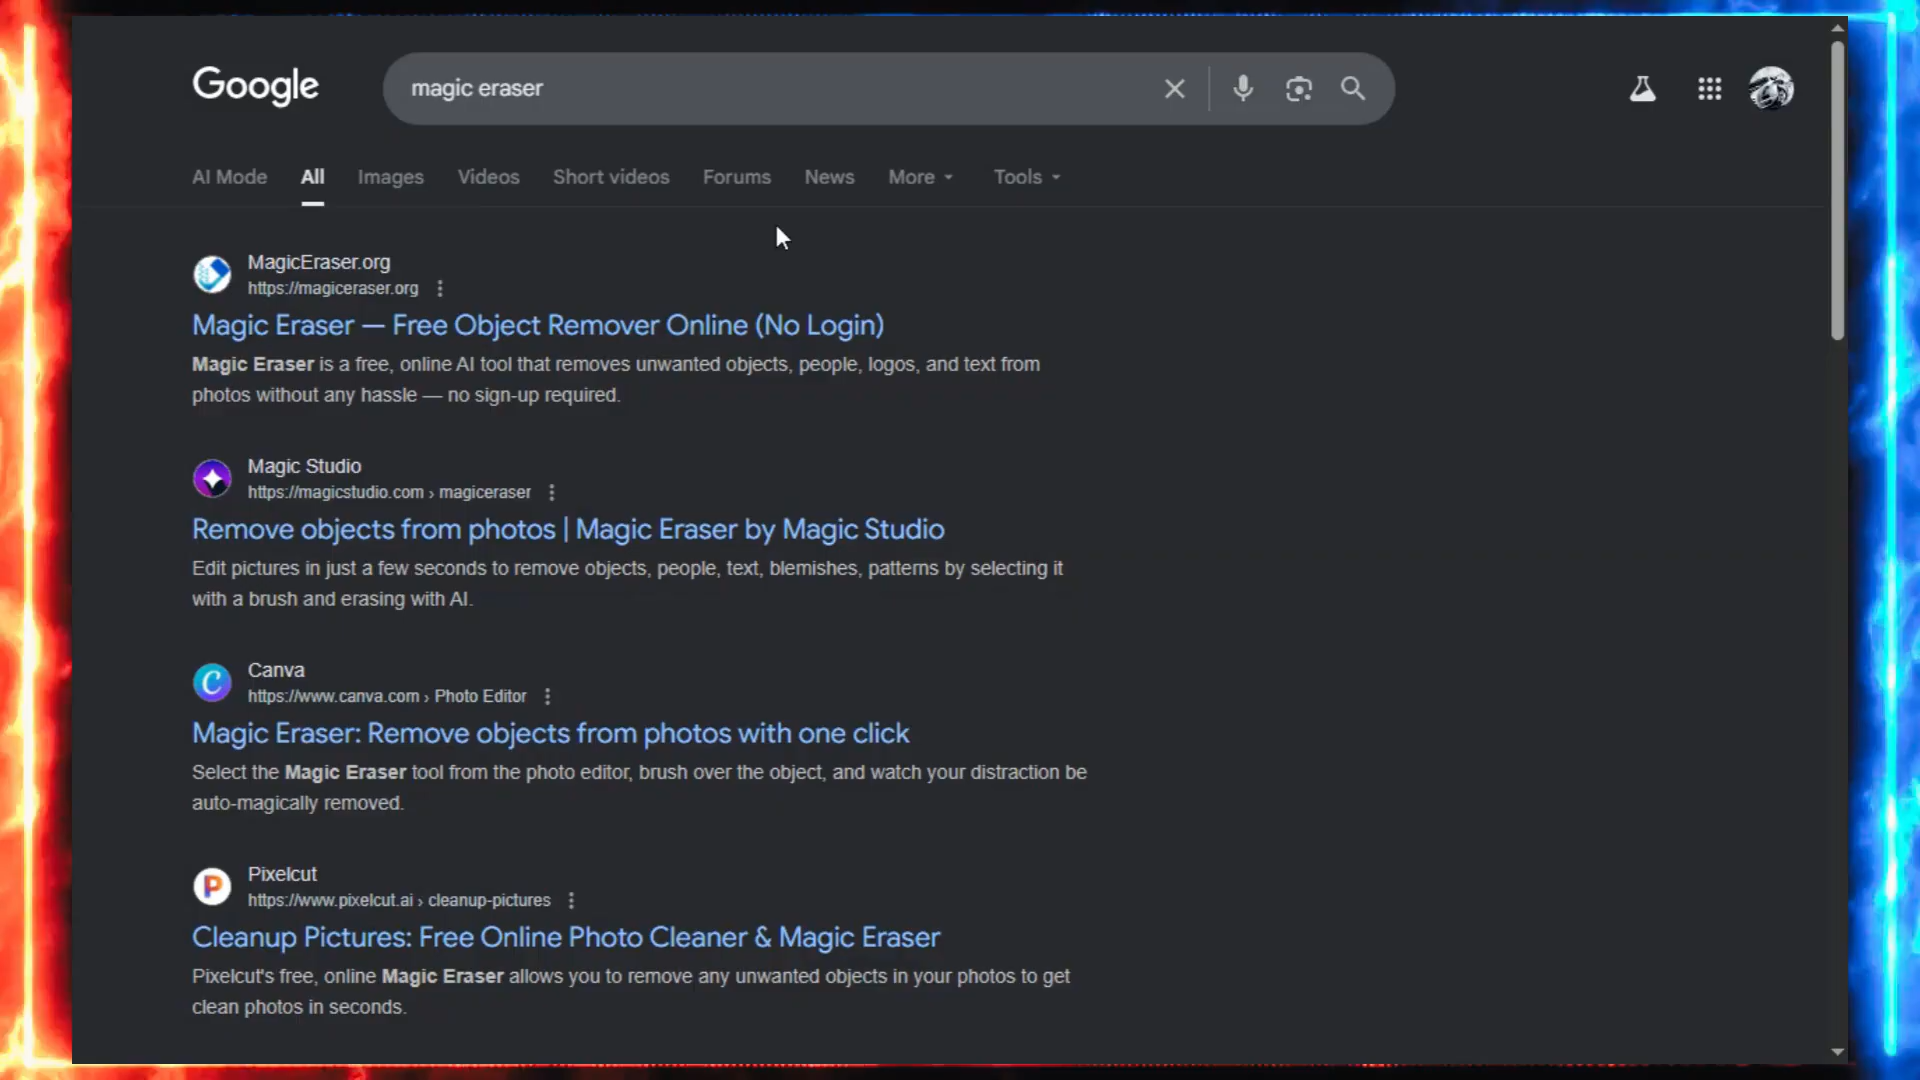 Google
magic eraser
AI Mode All Images Videos Short videos Forums News More Tools
MagicEraser.org
https://magiceraser.org
Magic Eraser — Free Object Remover Online (No Login)
Magic Eraser is a free, online AI tool that removes unwanted objects, people, logos, and text from
photos without any hassle — no sign-up required.
Magic Studio
https://magicstudio.com › magiceraser
Remove objects from photos | Magic Eraser by Magic Studio
Edit pictures in just a few seconds to remove objects, people, text, blemishes, patterns by selecting it
with a brush and erasing with AI.
Canva
https://www.canva.com › Photo Editor
Magic Eraser: Remove objects from photos with one click
Select the Magic Eraser tool from the photo editor, brush over the object, and watch your distraction be
auto-magically removed.
Pixelcut
https://www.pixelcut.ai › cleanup-pictures
Cleanup Pictures: Free Online Photo Cleaner & Magic Eraser
Pixelcut's free, online Magic Eraser allows you to remove any unwanted objects in your photos to get
clean photos in seconds.